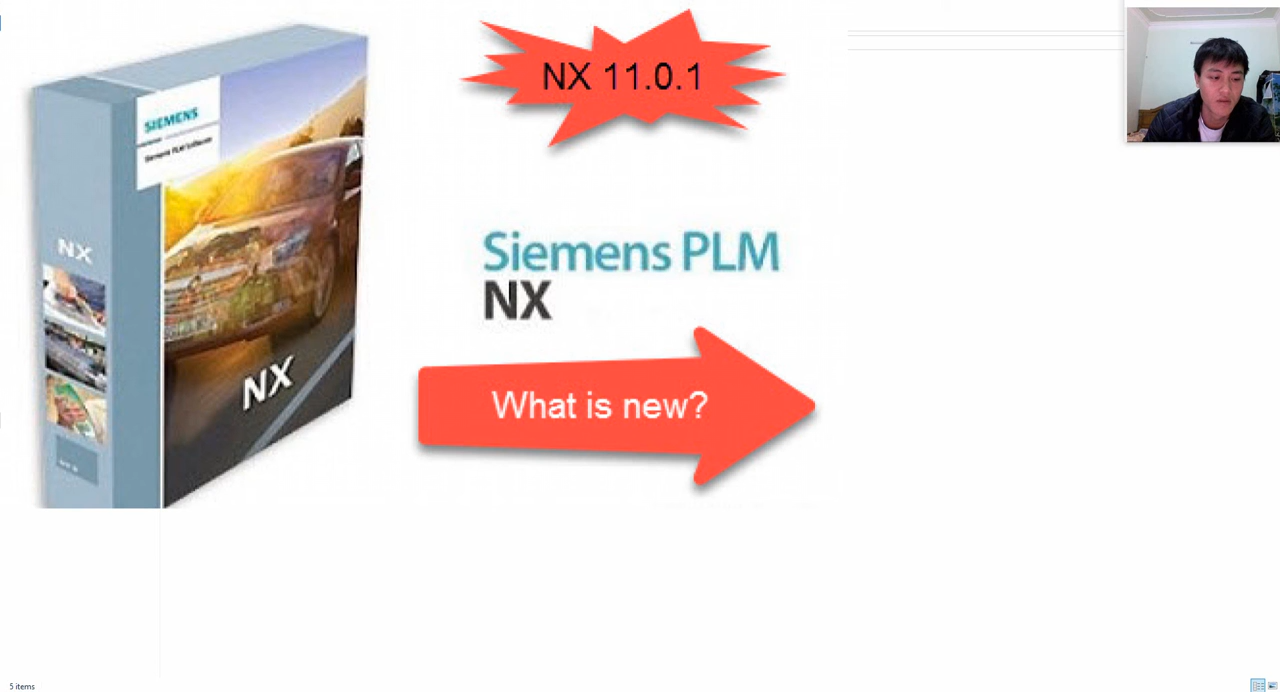 SIEMENS
Siemens PLM Software
NX
NX
NX 11.0.1
Siemens PLM
NX
What is new?
5 items